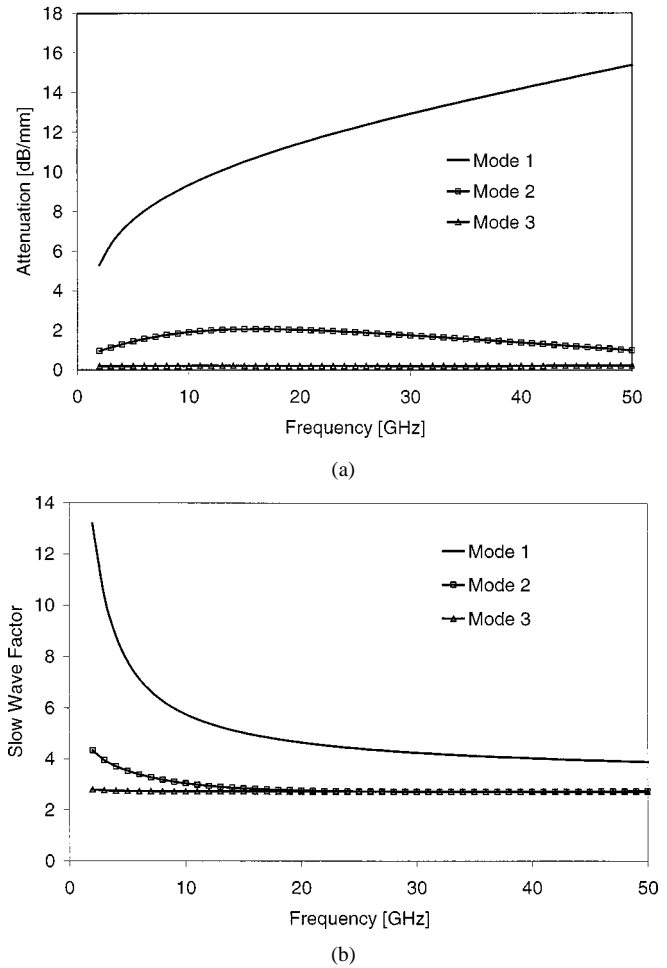 18
16
14
12
10
8
6
4
2
0
Attenuation [dB/mm]
Mode 1
Mode 2
Mode 3
0 10 20 30 40 50
Frequency [GHz]
(a)
14
12
10
8
6
4
2
0
Slow Wave Factor
Mode 1
Mode 2
Mode 3
0 10 20 30 40 50
Frequency [GHz]
(b)